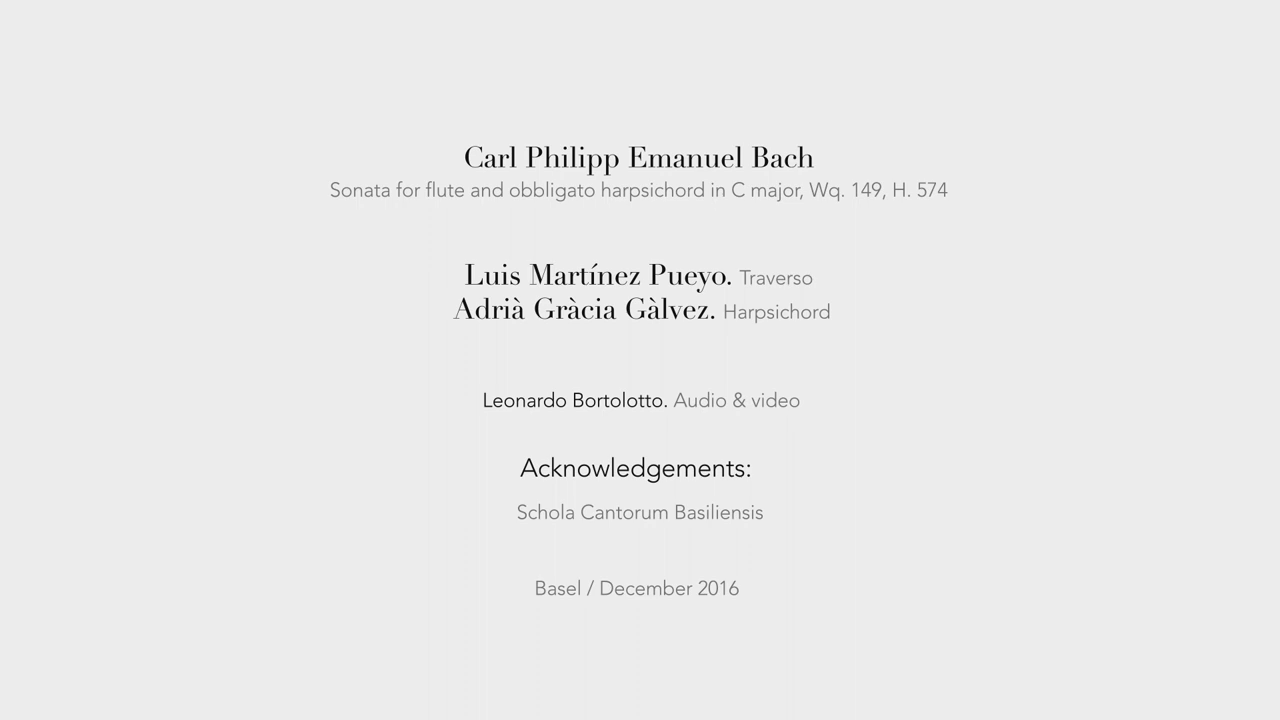 Carl Philipp Emanuel Bach
Sonata for flute and obbligato harpsichord in C major, Wq. 149, H. 574
Luis Martínez Pueyo. Traverso
Adrià Gràcia Gàlvez. Harpsichord
Leonardo Bortolotto. Audio & video
Acknowledgements:
Schola Cantorum Basiliensis
Basel / December 2016